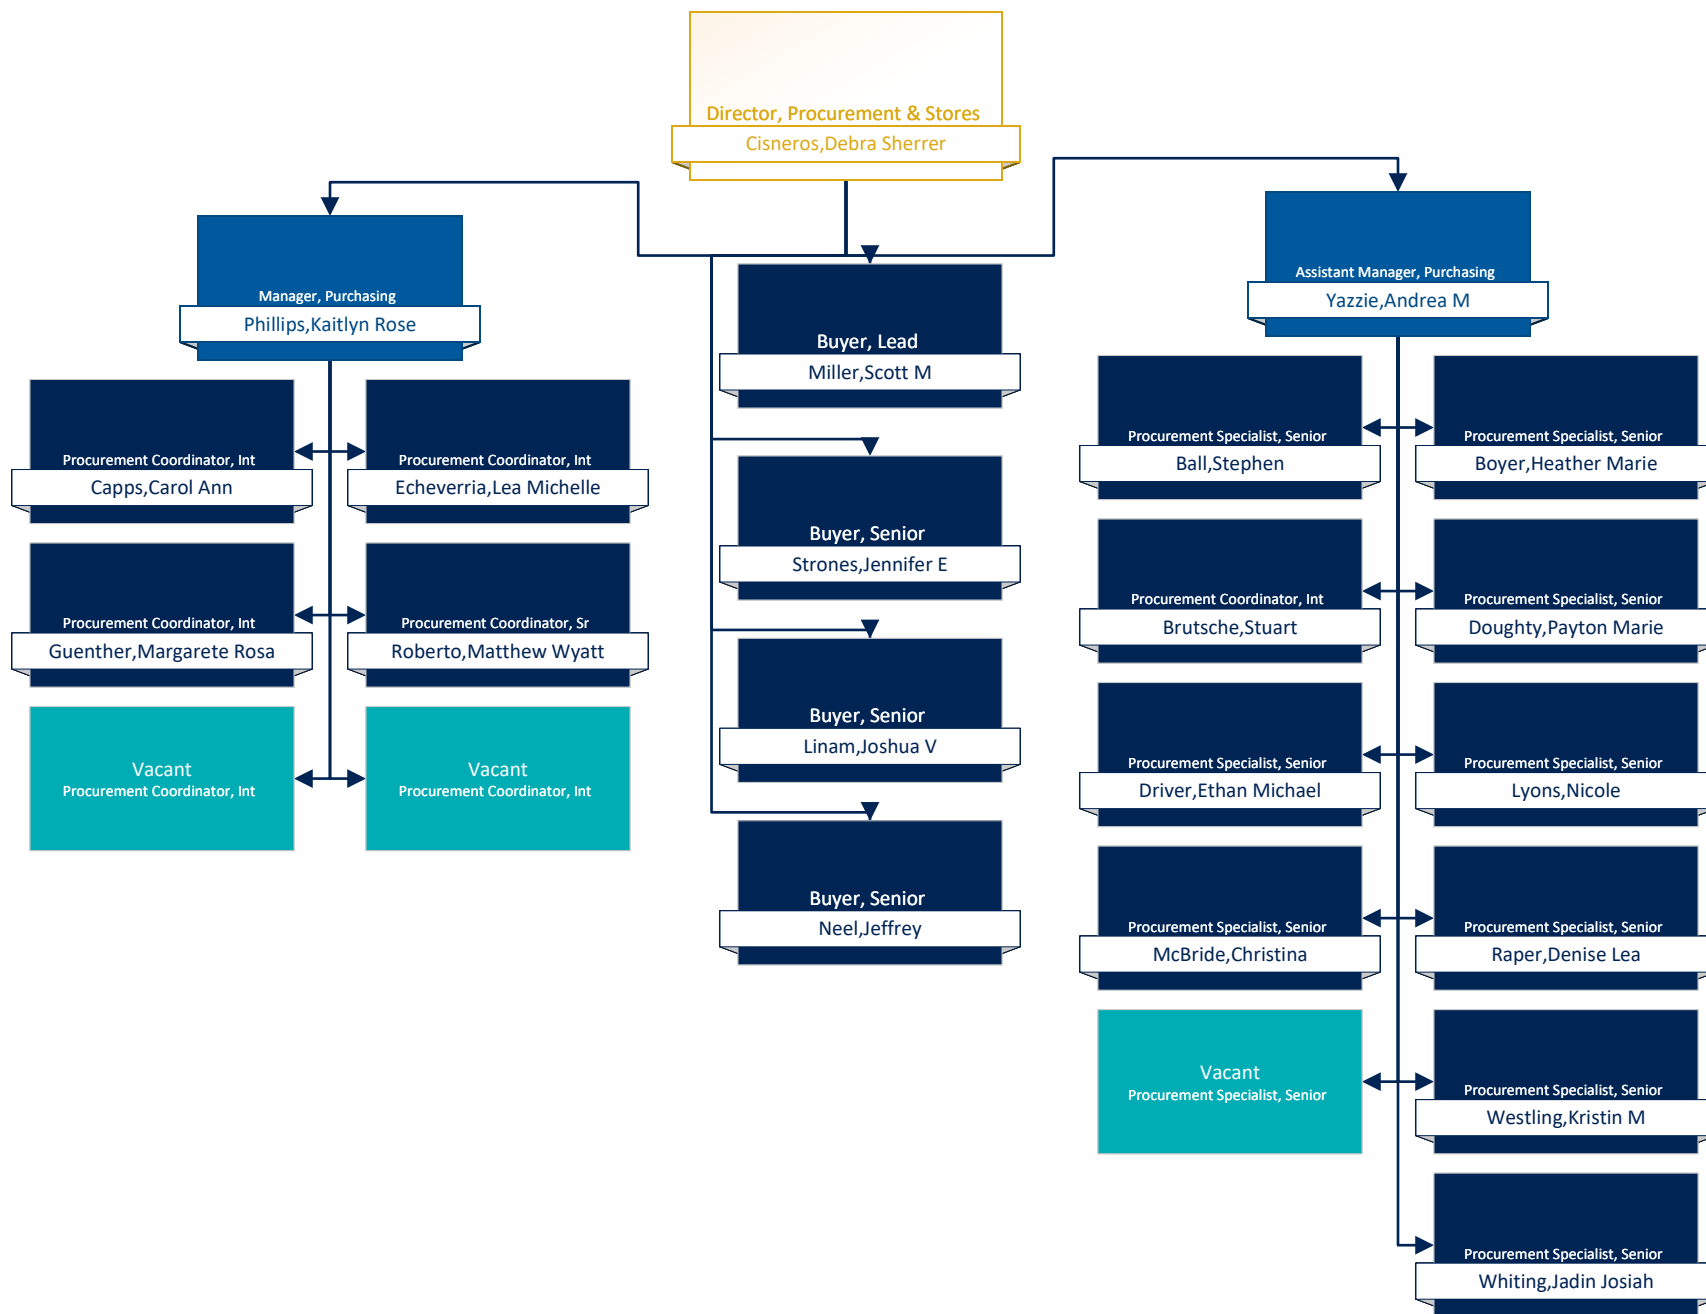 Director, Procurement & Stores
Cisneros,Debra Sherrer
Manager, Purchasing
Phillips,Kaitlyn Rose
Procurement Coordinator, Int
Capps,Carol Ann
Procurement Coordinator, Int
Echeverria,Lea Michelle
Procurement Coordinator, Int
Guenther,Margarete Rosa
Procurement Coordinator, Sr
Roberto,Matthew Wyatt
Vacant
Procurement Coordinator, Int
Vacant
Procurement Coordinator, Int
Buyer, Lead
Miller,Scott M
Buyer, Senior
Strones,Jennifer E
Buyer, Senior
Linam,Joshua V
Buyer, Senior
Neel,Jeffrey
Assistant Manager, Purchasing
Yazzie,Andrea M
Procurement Specialist, Senior
Ball,Stephen
Procurement Specialist, Senior
Boyer,Heather Marie
Procurement Coordinator, Int
Brutsche,Stuart
Procurement Specialist, Senior
Doughty,Payton Marie
Procurement Specialist, Senior
Driver,Ethan Michael
Procurement Specialist, Senior
Lyons,Nicole
Procurement Specialist, Senior
McBride,Christina
Procurement Specialist, Senior
Raper,Denise Lea
Vacant
Procurement Specialist, Senior
Procurement Specialist, Senior
Westling,Kristin M
Procurement Specialist, Senior
Whiting,Jadin Josiah